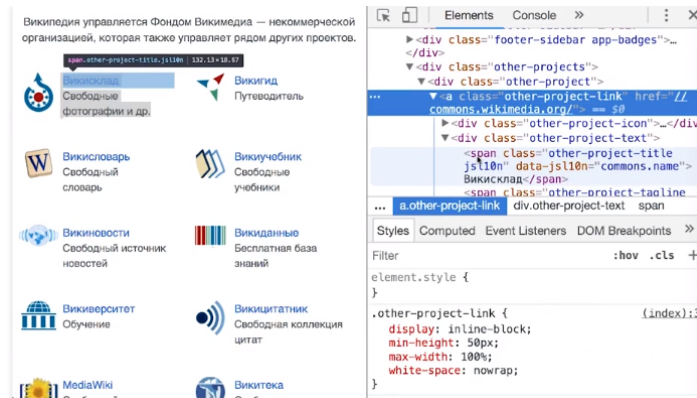 Википедия управляется Фондом Викимедиа — некоммерческой
организацией, которая также управляет рядом других проектов.
span.other-project-title.jsl10n | 132.13 × 18.67
Викисклад
Свободные
фотографии и др.
Викигид
Путеводитель
Викисловарь
Свободный
словарь
Викиучебник
Свободные
учебники
Викиновости
Свободный источник
новостей
Викиданные
Бесплатная база
знаний
Викиверситет
Обучение
Викицитатник
Свободная коллекция
цитат
MediaWiki
Викитека
Elements Console »
<div class="footer-sidebar app-badges">…
</div>
<div class="other-projects">
<div class="other-project">
… <a class="other-project-link" href="//
commons.wikimedia.org/"> == $0
<div class="other-project-icon">…</div>
<div class="other-project-text">
<span class="other-project-title
jsl10n" data-jsl10n="commons.name">
Викисклад</span>
<span class="other-project-tagline
… a.other-project-link div.other-project-text span
Styles Computed Event Listeners DOM Breakpoints »
Filter :hov .cls +
element.style {
}
.other-project-link { (index):3
display: inline-block;
min-height: 50px;
max-width: 100%;
white-space: nowrap;
}